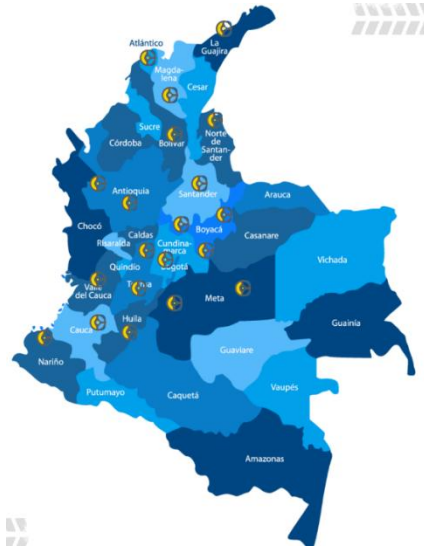 La
Guajira
Atlántico
Magda-
lena
Cesar
Sucre
Bolívar
Norte
de
Santan-
der
Córdoba
Antioquia
Santander
Arauca
Chocó
Boyacá
Casanare
Caldas
Risaralda
Cundina-
marca
Bogotá
Vichada
Quindio
Valle
del Cauca
Meta
Guainía
Huila
Cauca
Nariño
Guaviare
Vaupés
Putumayo
Caquetá
Amazonas